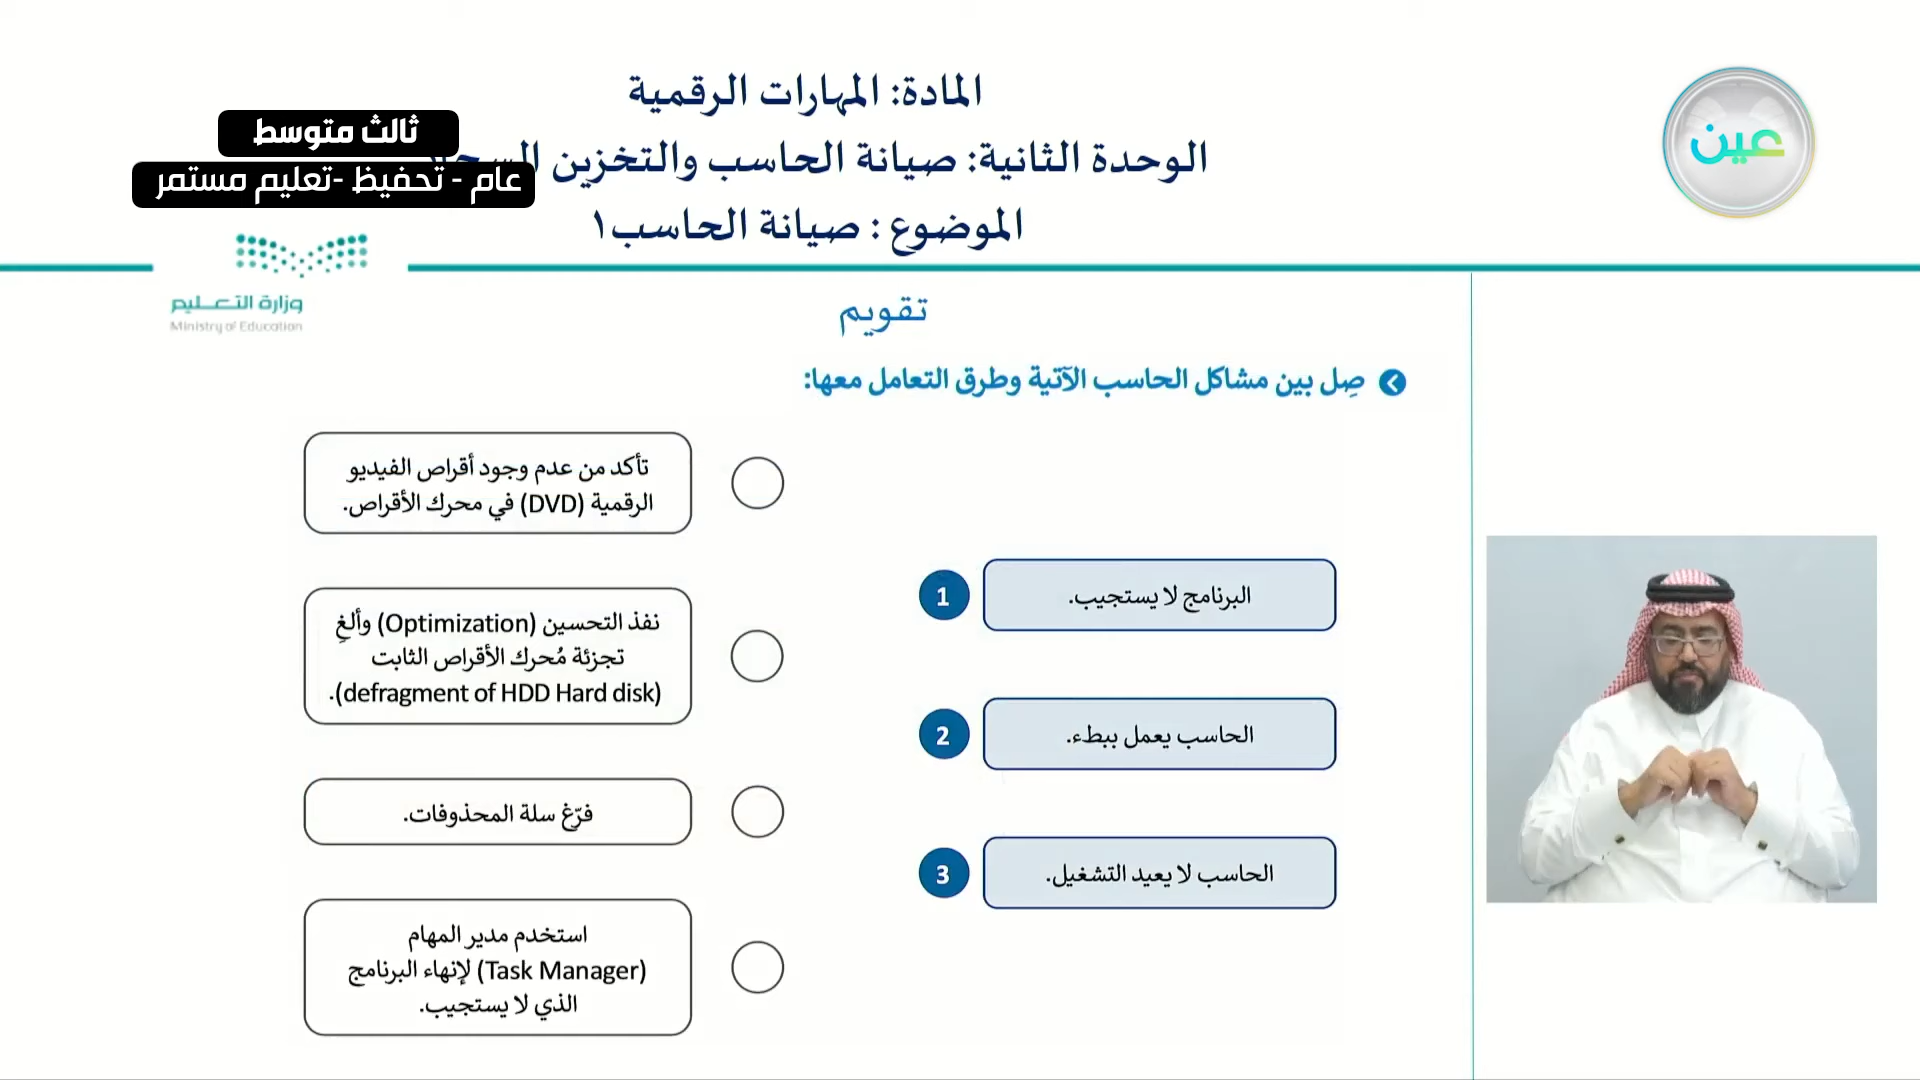 المادة: المهارات الرقمية
الوحدة الثانية: صيانة الحاسب والتخزين
الموضوع : صيانة الحاسب١
ثالث متوسط
عام - تحفيظ -تعليم مستمر
عين
وزارة التعليم
Ministry of Education
تقويم
صِل بين مشاكل الحاسب الآتية وطرق التعامل معها:
1 البرنامج لا يستجيب.
2 الحاسب يعمل ببطء.
3 الحاسب لا يعيد التشغيل.
تأكد من عدم وجود أقراص الفيديو
الرقمية (DVD) في محرك الأقراص.
نفذ التحسين (Optimization) وألغِ
تجزئة مُحرك الأقراص الثابت
(defragment of HDD Hard disk).
فرّغ سلة المحذوفات.
استخدم مدير المهام
(Task Manager) لإنهاء البرنامج
الذي لا يستجيب.